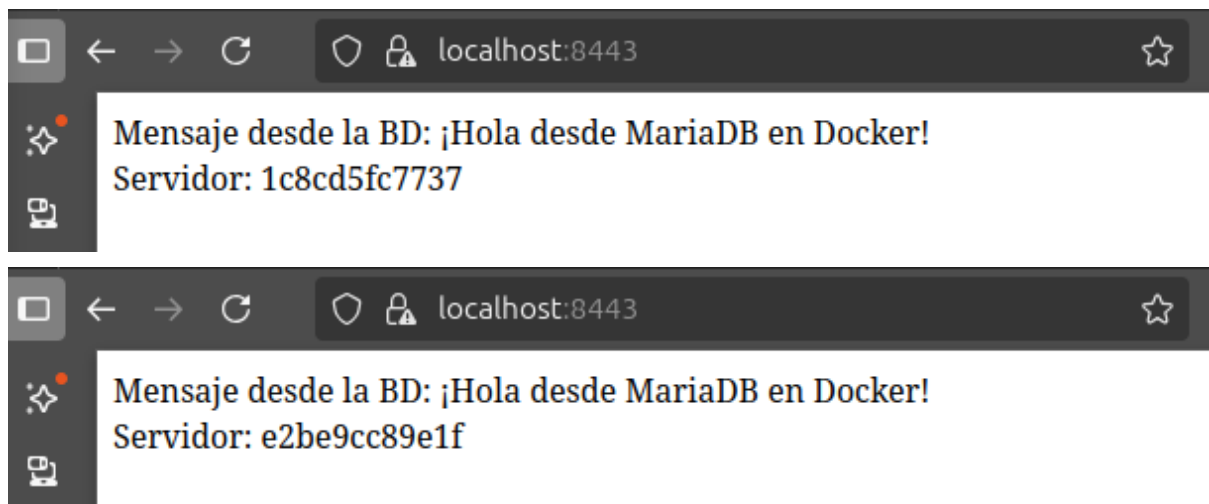 localhost:8443
Mensaje desde la BD: ¡Hola desde MariaDB en Docker!
Servidor: 1c8cd5fc7737
localhost:8443
Mensaje desde la BD: ¡Hola desde MariaDB en Docker!
Servidor: e2be9cc89e1f